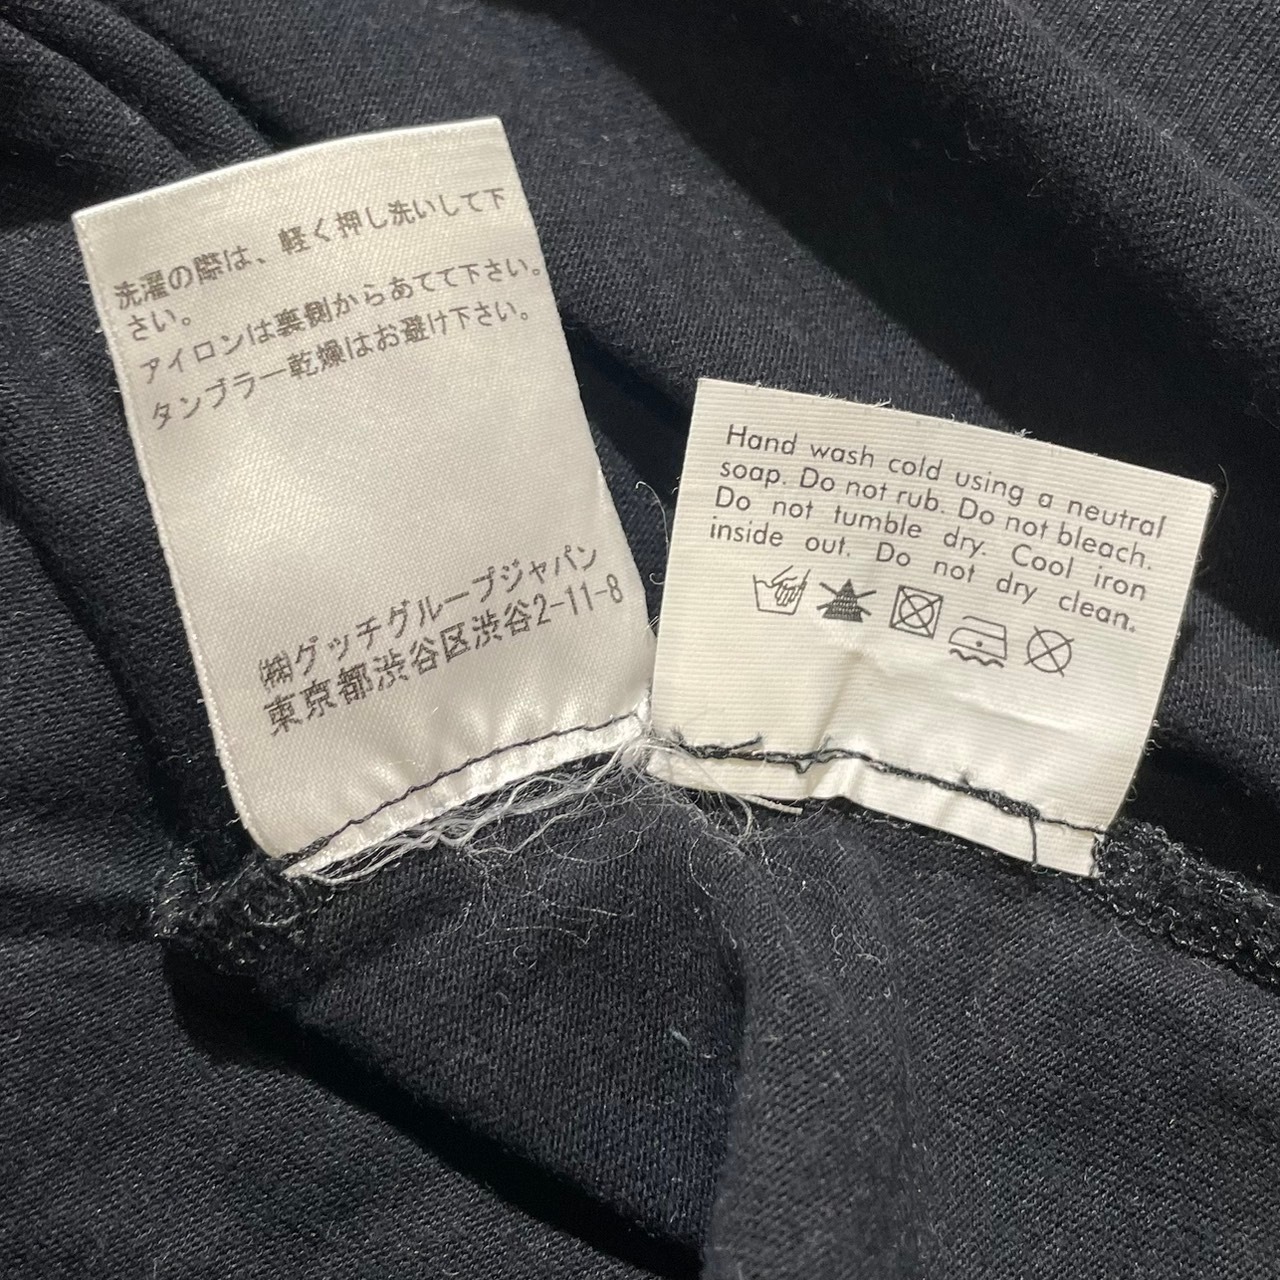 洗濯の際は、軽く押し洗いして下
さい。
アイロンは裏側からあてて下さい。
タンブラー乾燥はお避け下さい。
㈱グッチグループジャパン
東京都渋谷区渋谷2-11-8
Hand wash cold using a neutral
soap. Do not rub. Do not bleach.
Do not tumble dry. Cool iron
inside out. Do not dry clean.